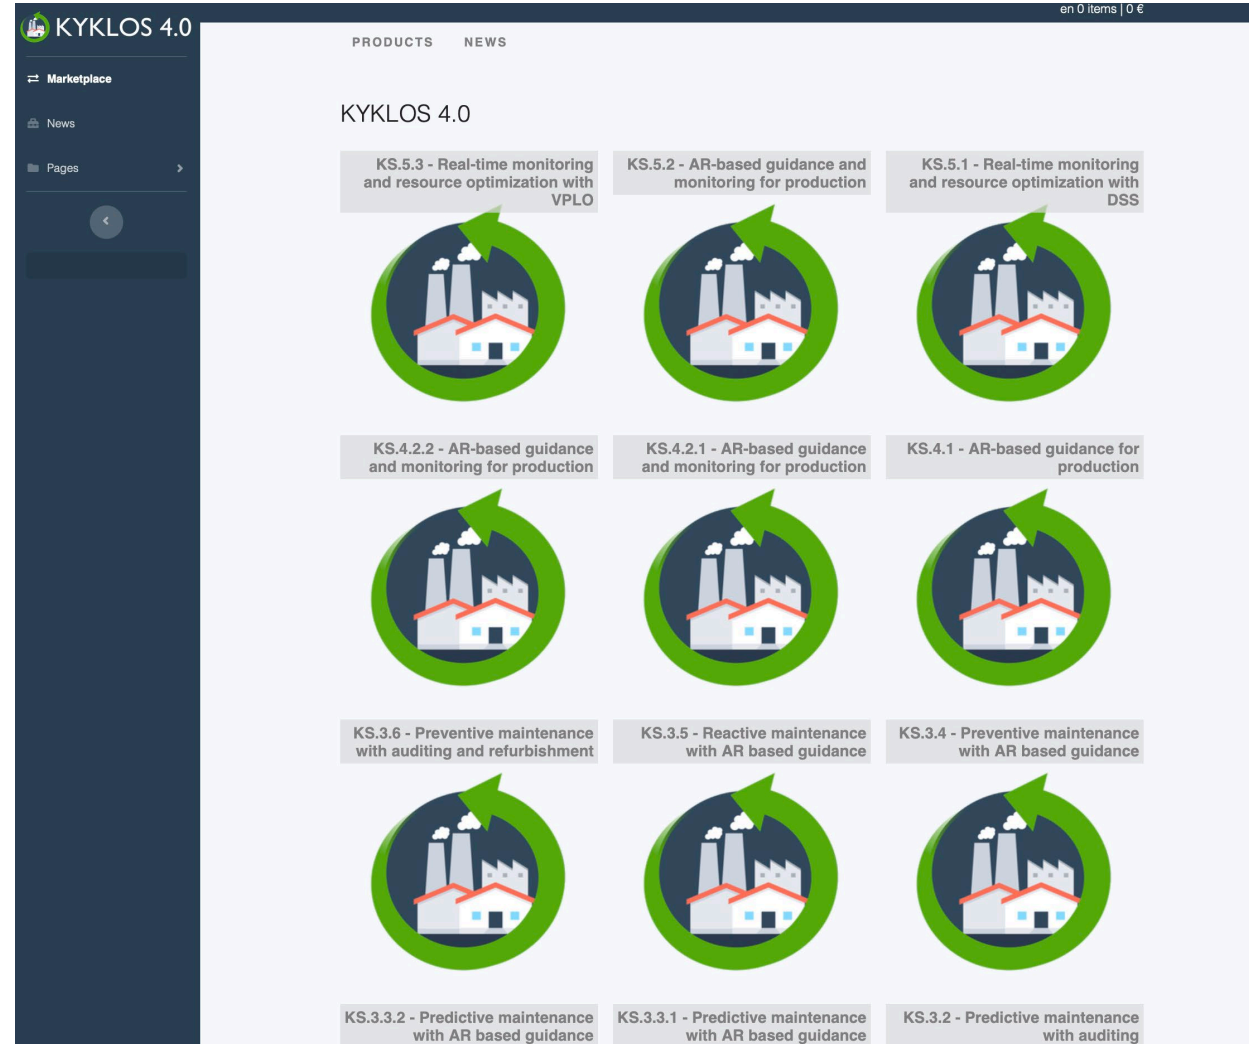 KYKLOS 4.0
en 0 items | 0 €
Marketplace
News
Pages
PRODUCTS NEWS
KYKLOS 4.0
KS.5.3 - Real-time monitoring
and resource optimization with
VPLO
KS.5.2 - AR-based guidance and
monitoring for production
KS.5.1 - Real-time monitoring
and resource optimization with
DSS
KS.4.2.2 - AR-based guidance
and monitoring for production
KS.4.2.1 - AR-based guidance
and monitoring for production
KS.4.1 - AR-based guidance for
production
KS.3.6 - Preventive maintenance
with auditing and refurbishment
KS.3.5 - Reactive maintenance
with AR based guidance
KS.3.4 - Preventive maintenance
with AR based guidance
KS.3.3.2 - Predictive maintenance
with AR based guidance
KS.3.3.1 - Predictive maintenance
with AR based guidance
KS.3.2 - Predictive maintenance
with auditing